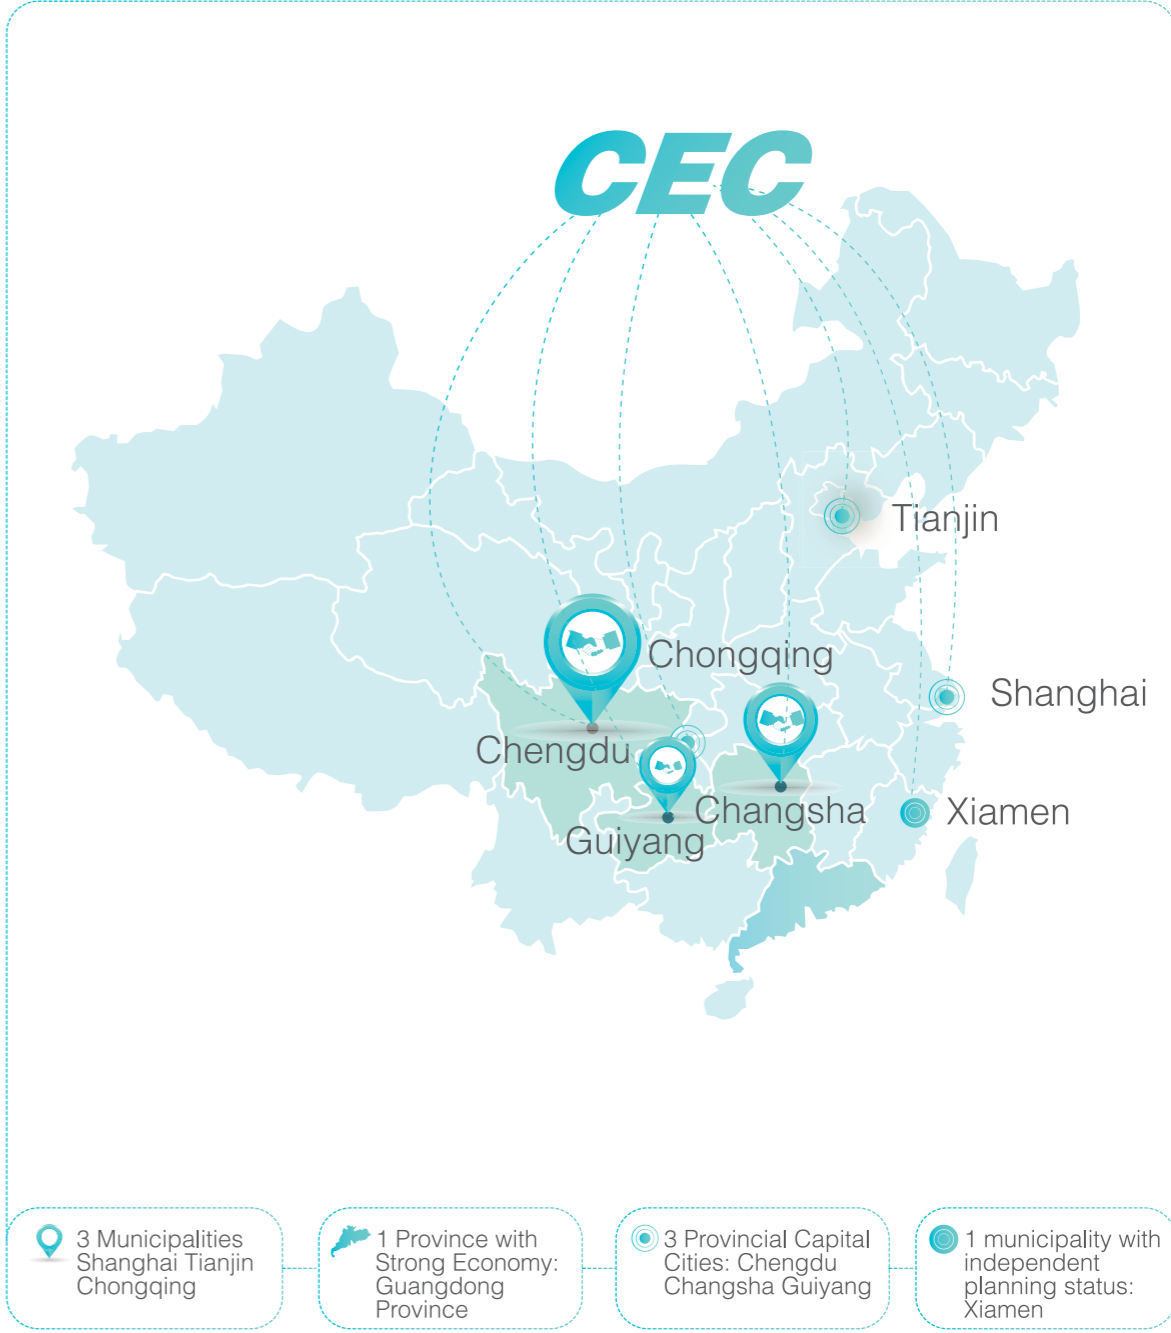 CEC
Tianjin
Chongqing
Shanghai
Chengdu
Changsha
Xiamen
Guiyang
3 Municipalities
Shanghai Tianjin
Chongqing
1 Province with
Strong Economy:
Guangdong
Province
3 Provincial Capital
Cities: Chengdu
Changsha Guiyang
1 municipality with
independent
planning status:
Xiamen